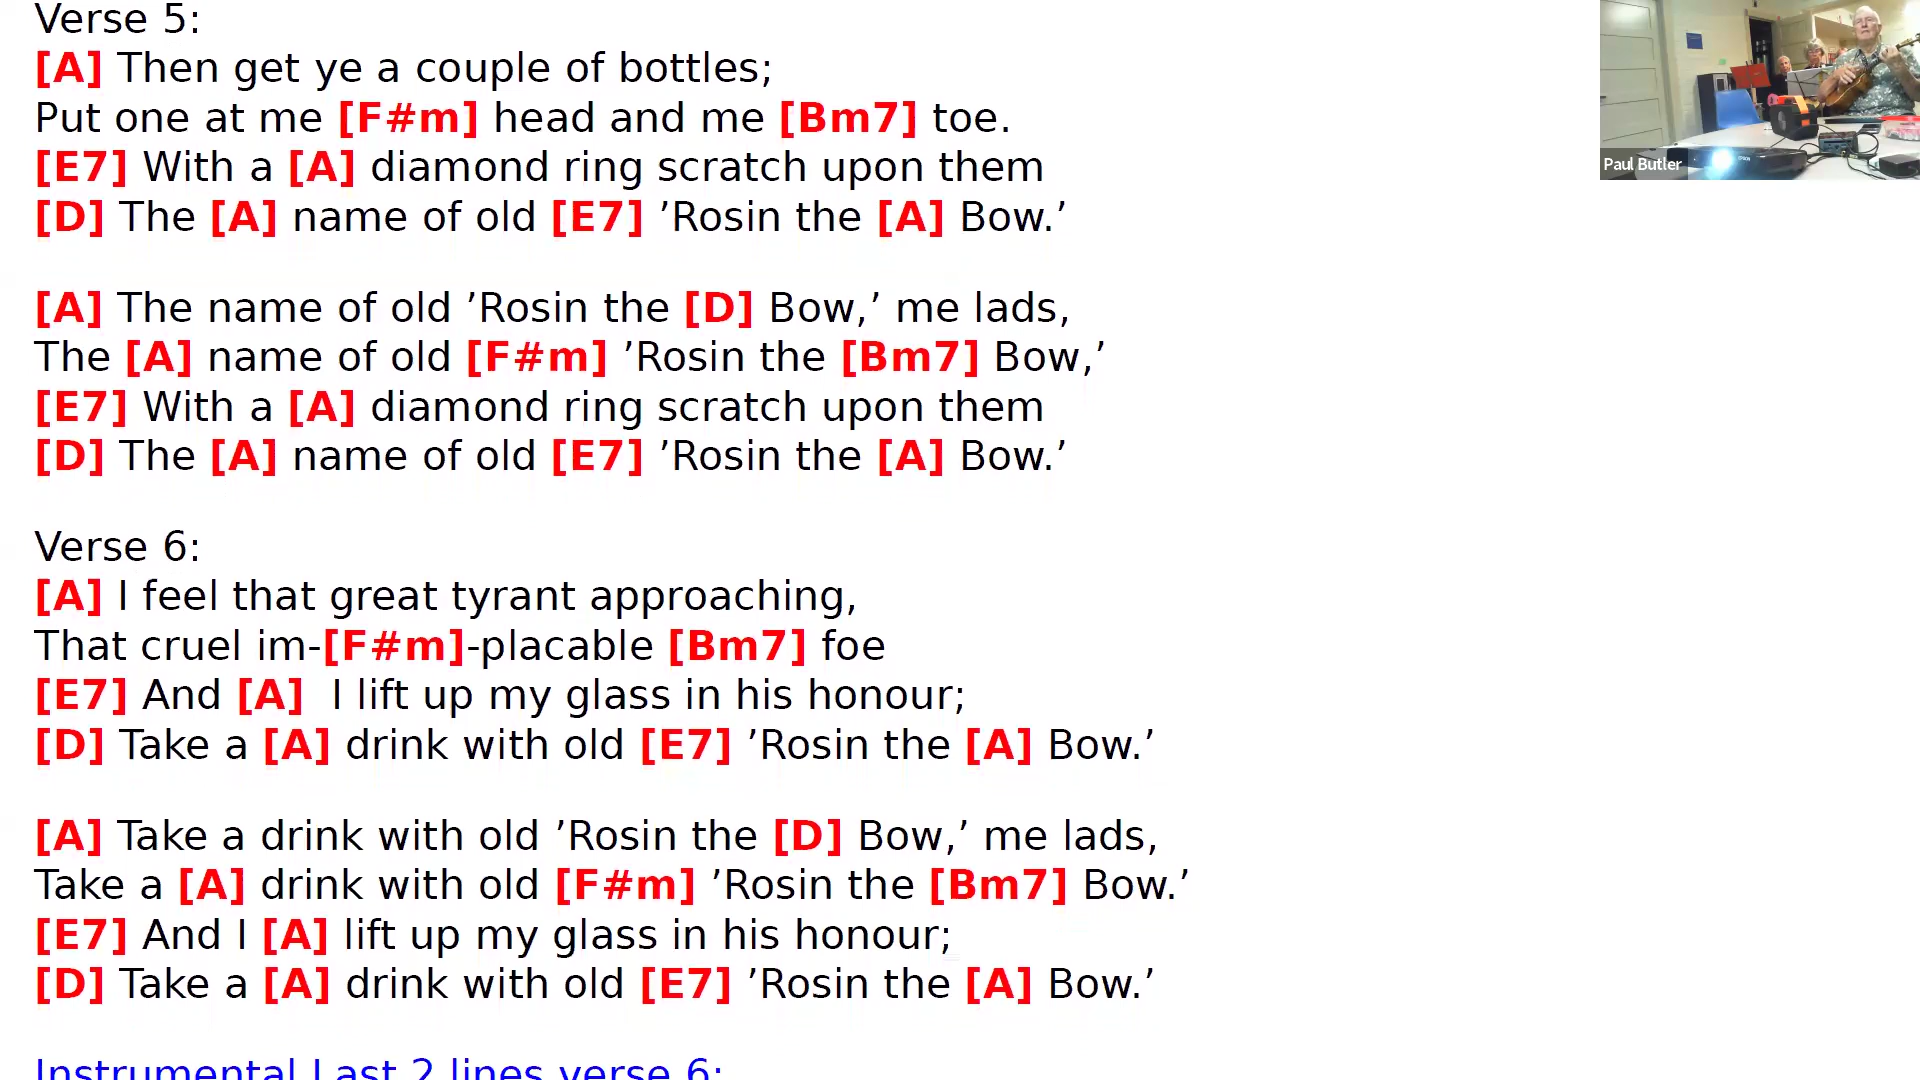 Verse 5:
[A] Then get ye a couple of bottles;
Put one at me [F#m] head and me [Bm7] toe.
[E7] With a [A] diamond ring scratch upon them
[D] The [A] name of old [E7] ’Rosin the [A] Bow.’
[A] The name of old ’Rosin the [D] Bow,’ me lads,
The [A] name of old [F#m] ’Rosin the [Bm7] Bow,’
[E7] With a [A] diamond ring scratch upon them
[D] The [A] name of old [E7] ’Rosin the [A] Bow.’
Verse 6:
[A] I feel that great tyrant approaching,
That cruel im-[F#m]-placable [Bm7] foe
[E7] And [A]  I lift up my glass in his honour;
[D] Take a [A] drink with old [E7] ’Rosin the [A] Bow.’
[A] Take a drink with old ’Rosin the [D] Bow,’ me lads,
Take a [A] drink with old [F#m] ’Rosin the [Bm7] Bow.’
[E7] And I [A] lift up my glass in his honour;
[D] Take a [A] drink with old [E7] ’Rosin the [A] Bow.’
Instrumental Last 2 lines verse 6:
Paul Butler